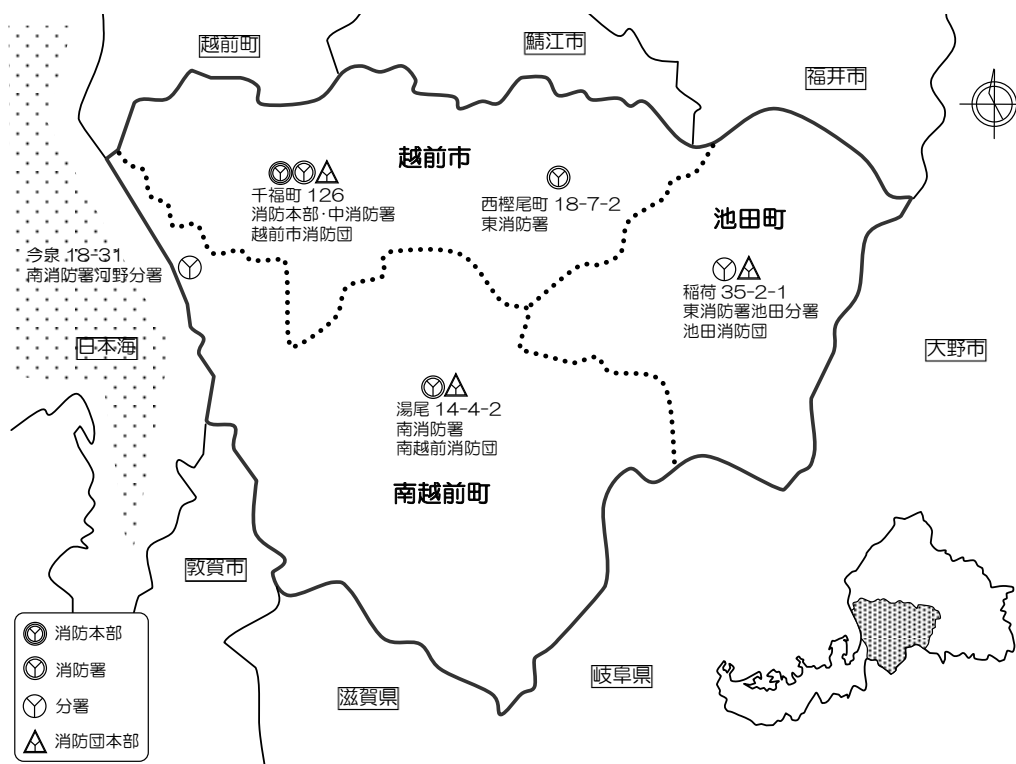 越前町
鯖江市
福井市
越前市
千福町 126
消防本部・中消防署
越前市消防団
西樫尾町 18-7-2
東消防署
池田町
今泉 18-31
南消防署河野分署
稲荷 35-2-1
東消防署池田分署
池田消防団
日本海
大野市
湯尾 14-4-2
南消防署
南越前消防団
南越前町
敦賀市
滋賀県
岐阜県
消防本部
消防署
分署
消防団本部